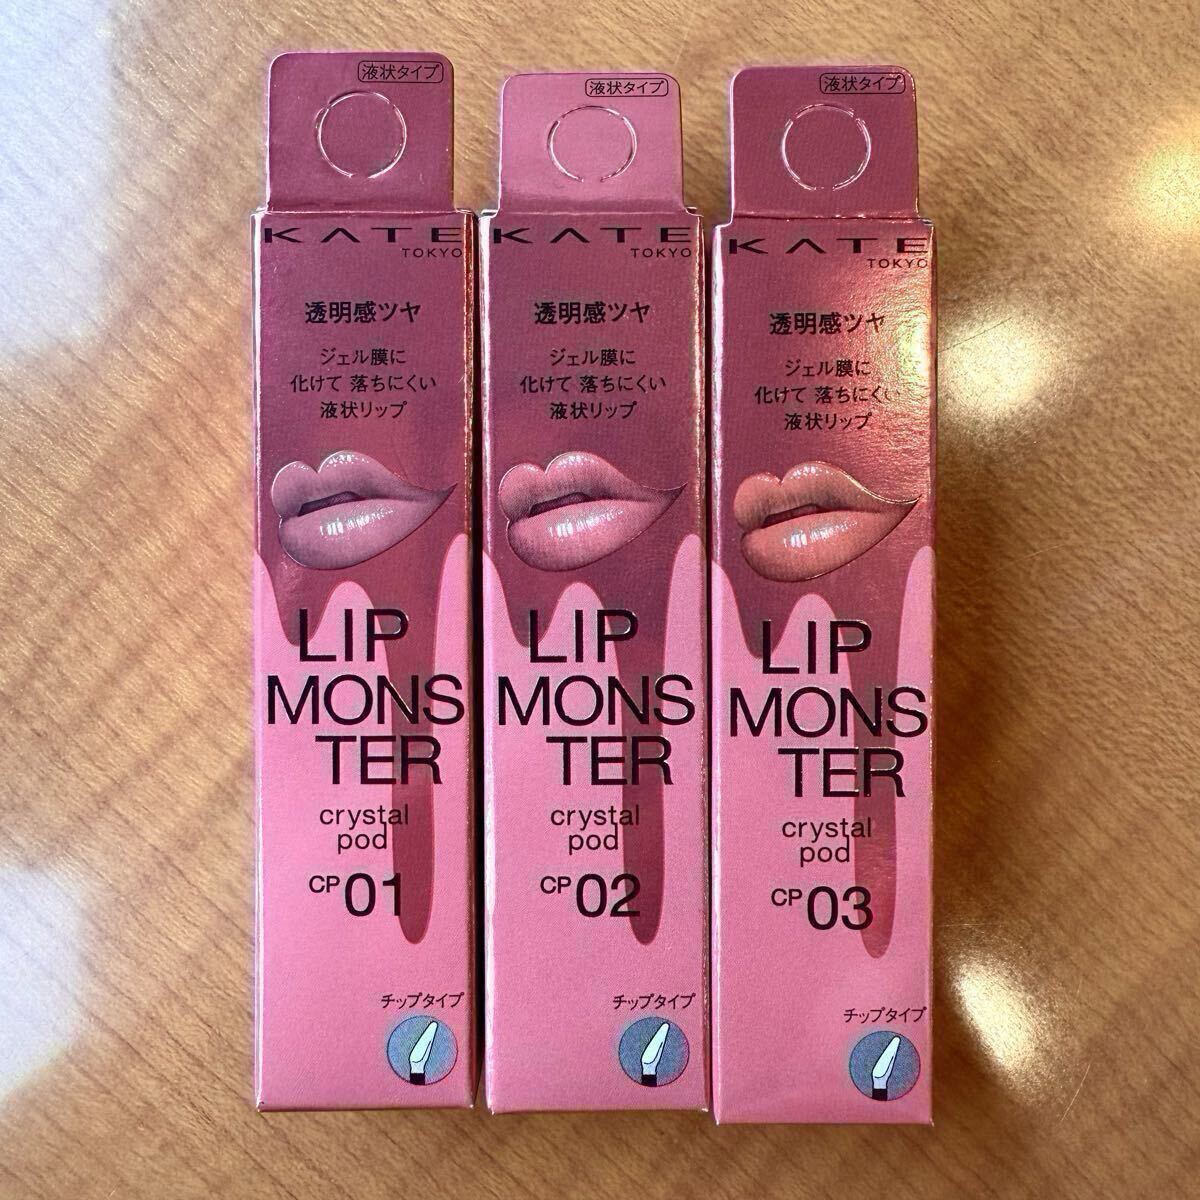 液状タイプ
KATE
TOKYO
透明感ツヤ
ジェル膜に
化けて 落ちにくい
液状リップ
LIP
MONS
TER
crystal
pod
CP01
チップタイプ
液状タイプ
KATE
TOKYO
透明感ツヤ
ジェル膜に
化けて 落ちにくい
液状リップ
LIP
MONS
TER
crystal
pod
CP02
チップタイプ
液状タイプ
KATE
TOKYO
透明感ツヤ
ジェル膜に
化けて 落ちにくい
液状リップ
LIP
MONS
TER
crystal
pod
CP03
チップタイプ